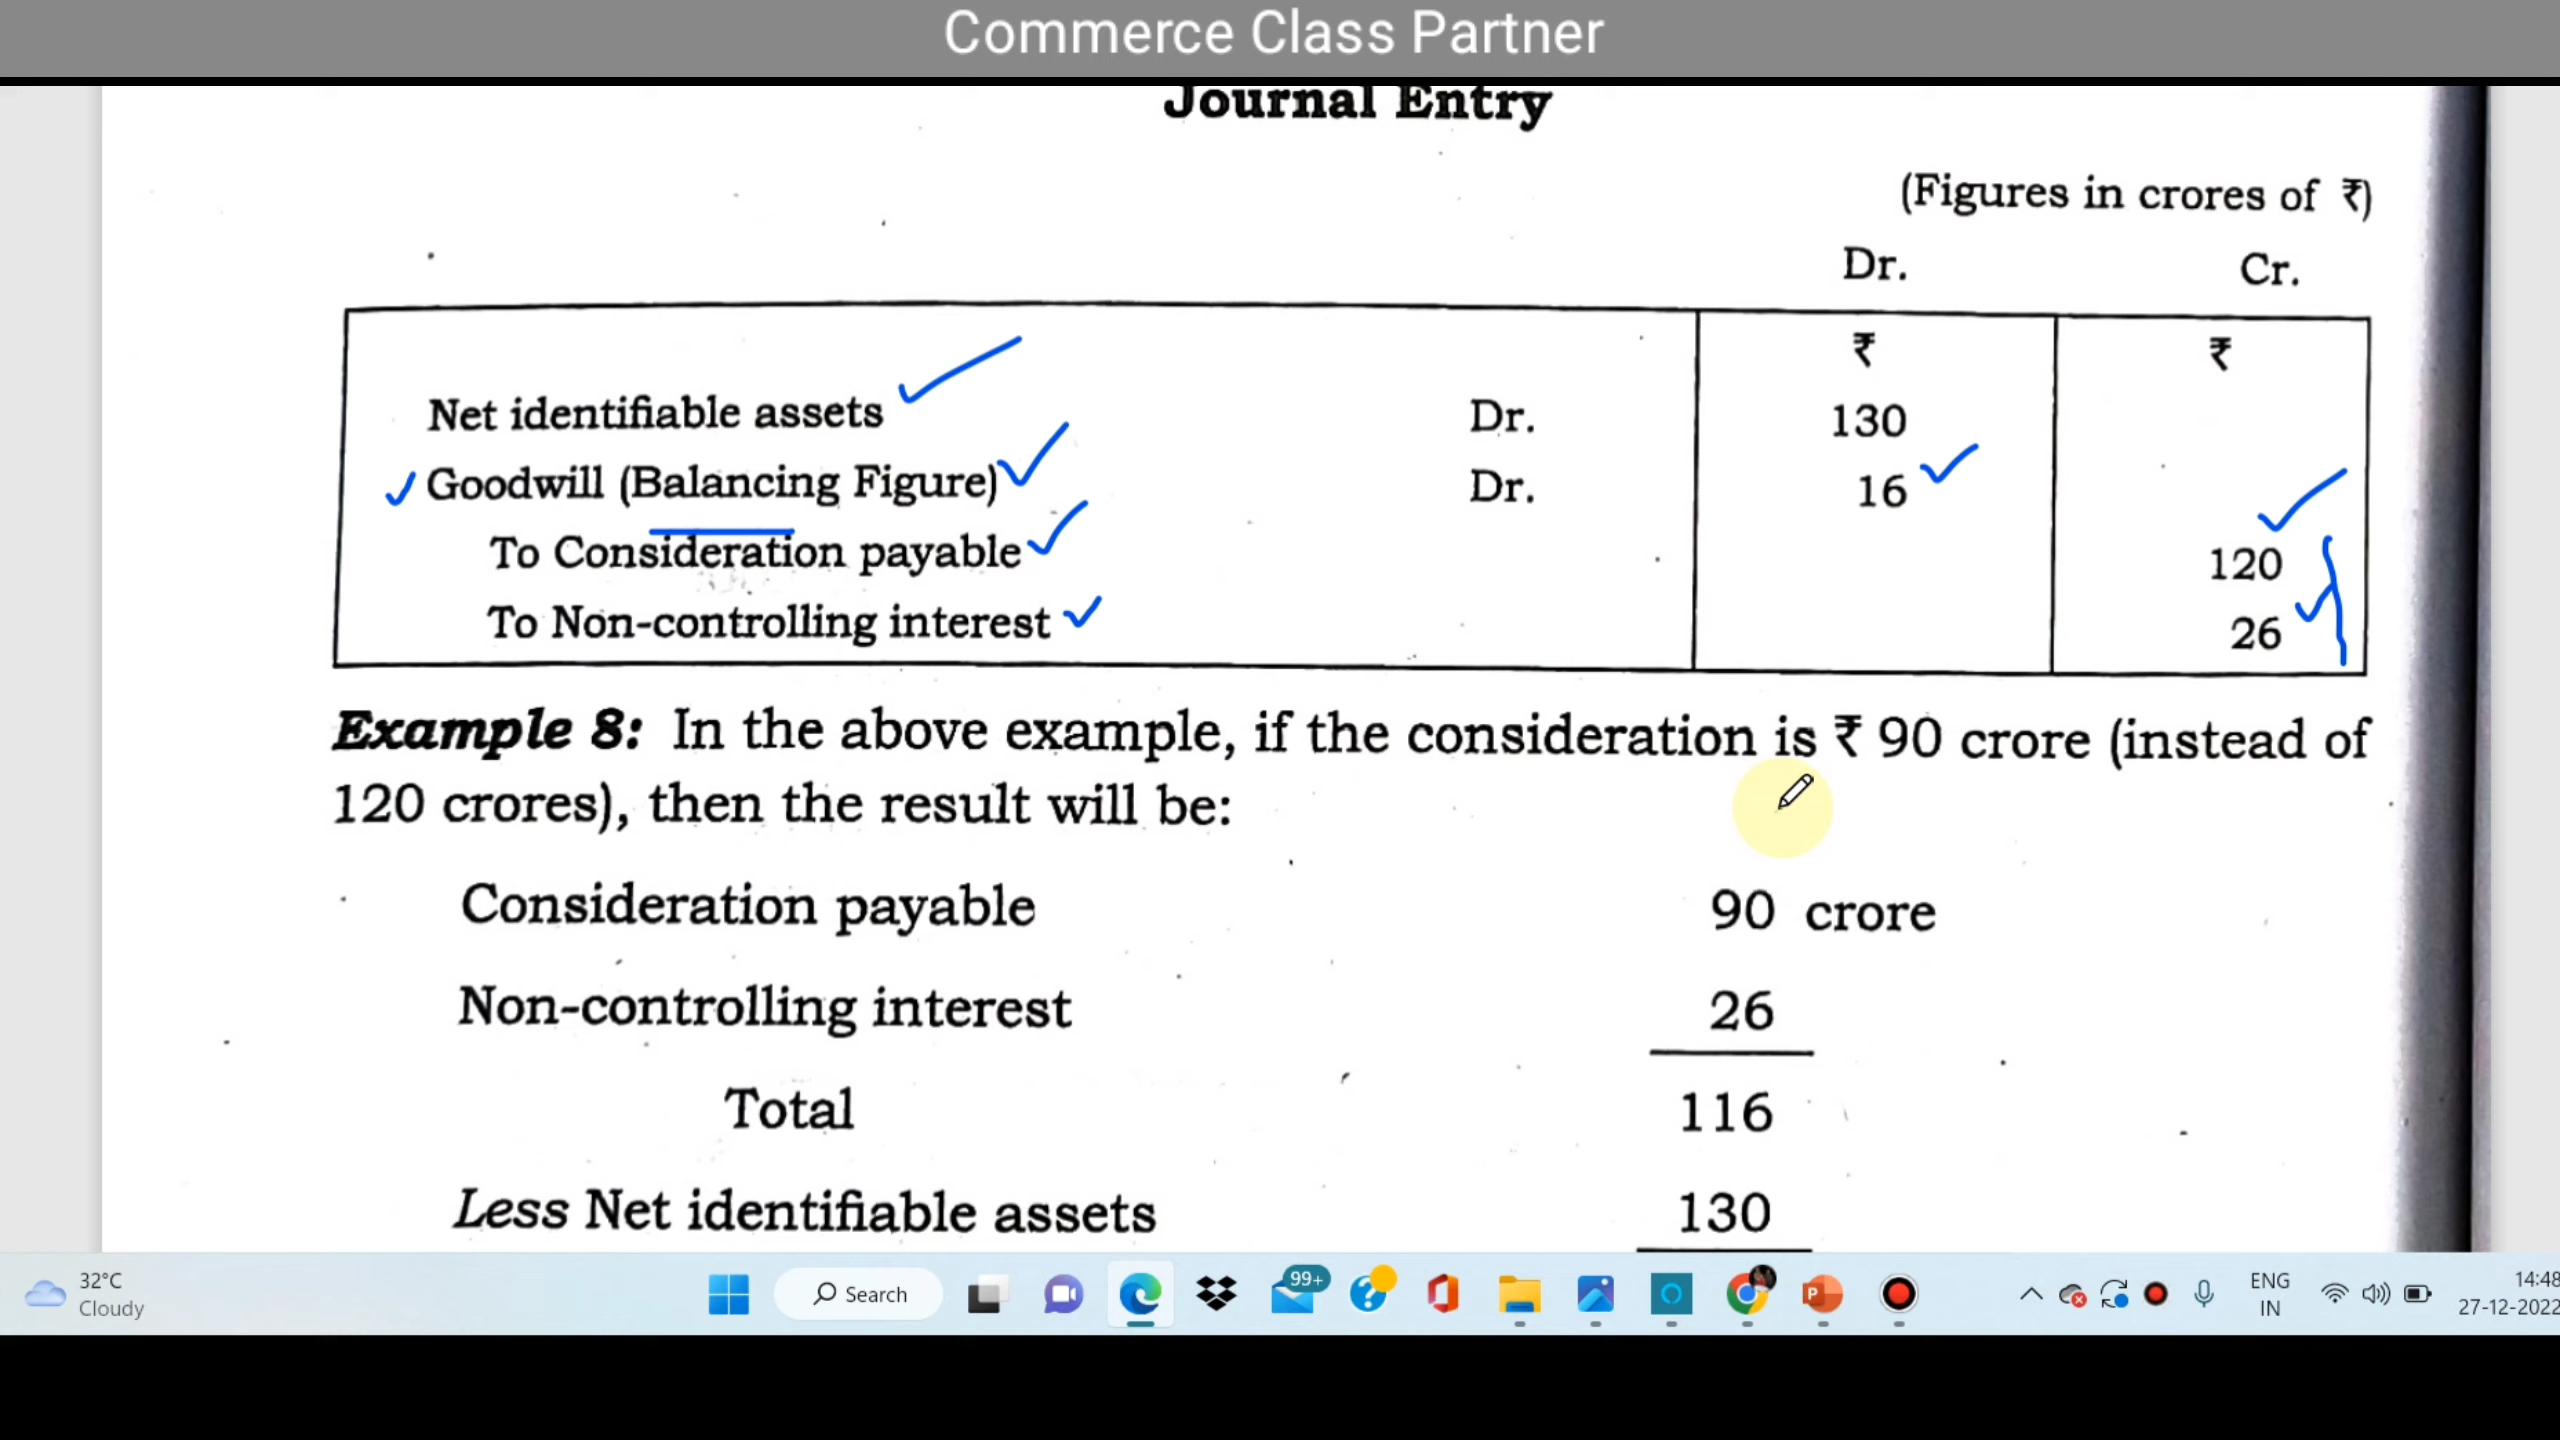 Commerce Class Partner
Journal Entry
(Figures in crores of ₹)
Dr. Cr.
₹ ₹
Net identifiable assets Dr. 130
Goodwill (Balancing Figure) Dr. 16
To Consideration payable 120
To Non-controlling interest 26
Example 8: In the above example, if the consideration is ₹ 90 crore (instead of
120 crores), then the result will be:
Consideration payable 90 crore
Non-controlling interest 26
Total 116
Less Net identifiable assets 130
32°C
Cloudy
Search
99+
ENG
IN
14:48
27-12-2022